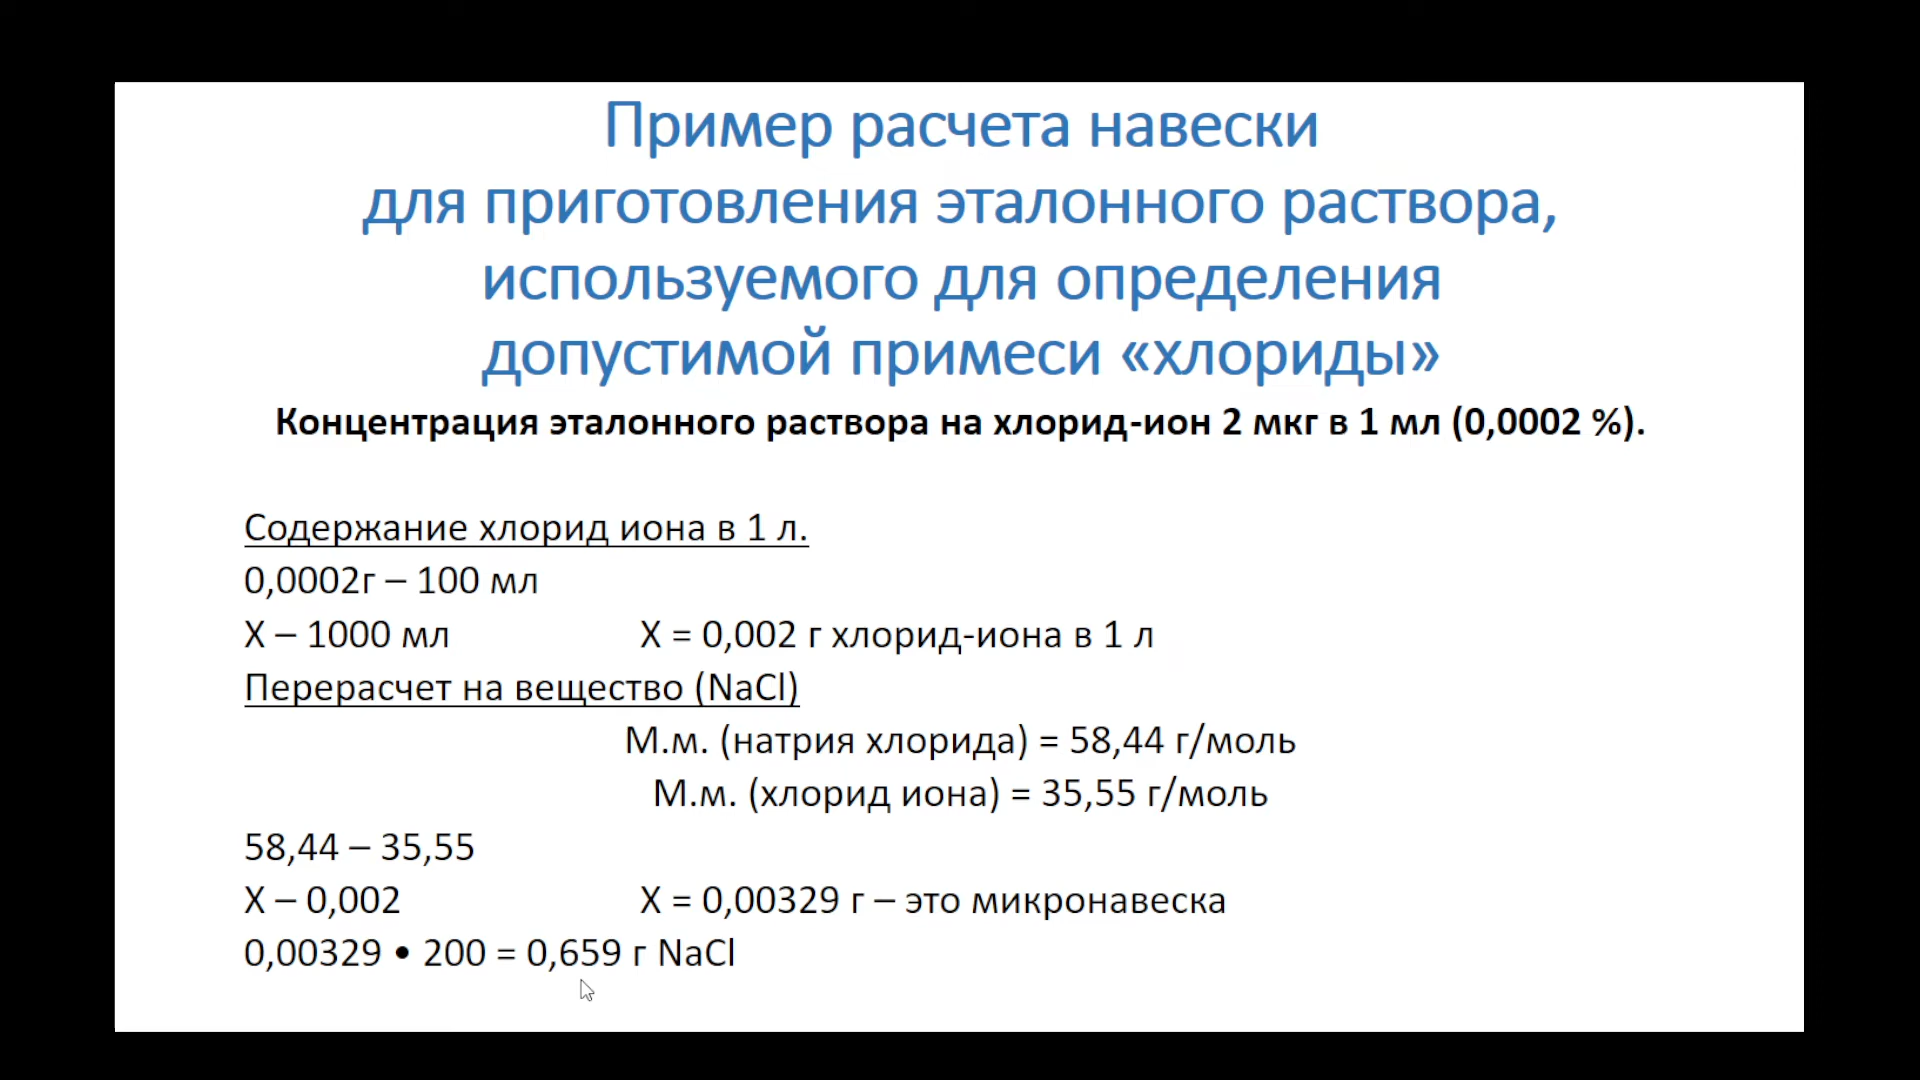 Пример расчета навески
для приготовления эталонного раствора,
используемого для определения
допустимой примеси «хлориды»
Концентрация эталонного раствора на хлорид-ион 2 мкг в 1 мл (0,0002 %).
Содержание хлорид иона в 1 л.
0,0002г – 100 мл
Х – 1000 мл Х = 0,002 г хлорид-иона в 1 л
Перерасчет на вещество (NaCl)
М.м. (натрия хлорида) = 58,44 г/моль
М.м. (хлорид иона) = 35,55 г/моль
58,44 – 35,55
Х – 0,002 Х = 0,00329 г – это микронавеска
0,00329 • 200 = 0,659 г NaCl